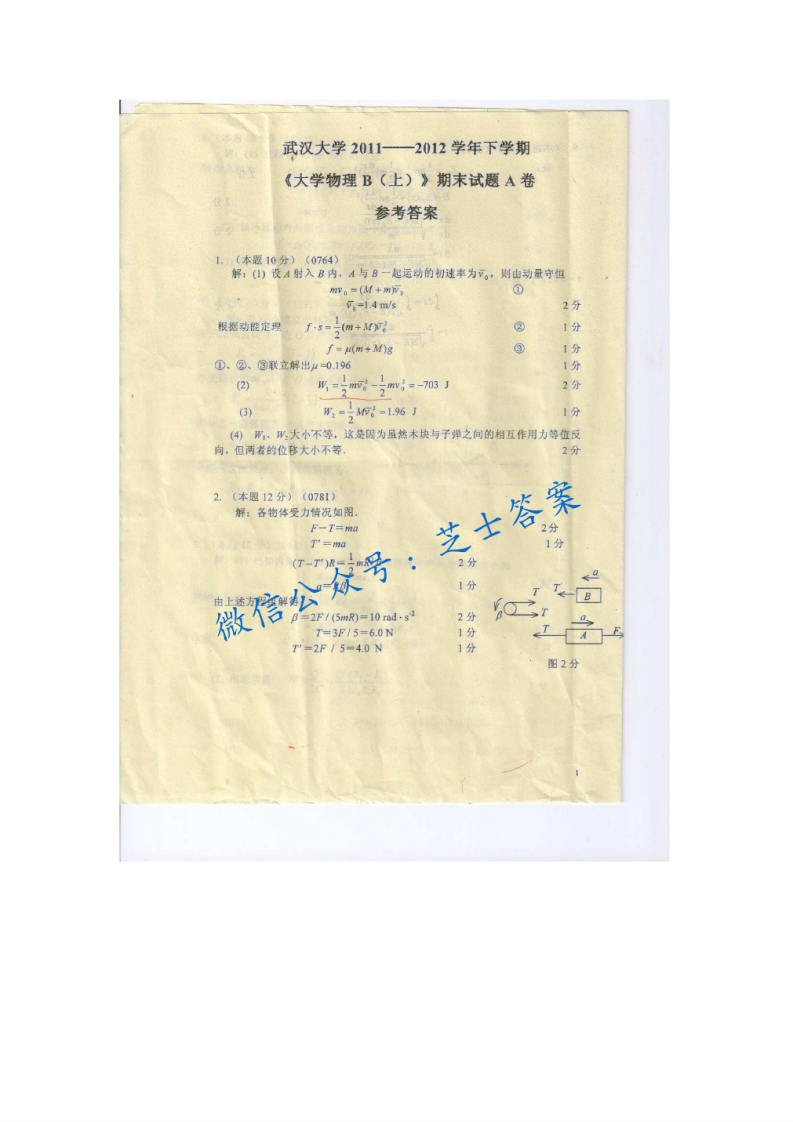 武汉大学 2011——2012 学年下学期
《大学物理 B（上）》期末试题 A 卷
参考答案
1. （本题 10 分）（0764）
解：(1) 设 A 射入 B 内，A 与 B 一起运动的初速率为 v̄₀，则由动量守恒
mv₀ = (M + m)v̄₀ ①
v̄₀=1.4 m/s 2 分
根据动能定理 f·s = ½(m + M)v̄₀² ② 1 分
f = μ(m + M)g ③ 1 分
①、②、③联立解出μ=0.196 1 分
(2) W₁ = ½mv̄₀² − ½mv₀² = −703 J 2 分
(3) W₂ = ½Mv̄₀² = 1.96 J 1 分
(4) W₁、W₂大小不等，这是因为虽然木块与子弹之间的相互作用力等值反
向，但两者的位移大小不等． 2 分
2. （本题 12 分）（0781）
解：各物体受力情况如图．
F－T＝ma 2分
T′＝ma 1分
(T－T′)R＝½mR 2分
a＝ β 1分
由上述方 解得
β＝2F / (5mR)＝10 rad·s⁻² 2分
T＝3F / 5＝6.0 N 1分
T′＝2F / 5＝4.0 N 1分
a
T T′ B
β T
a
T A F
图 2 分
微信公众号：芝士答案
1